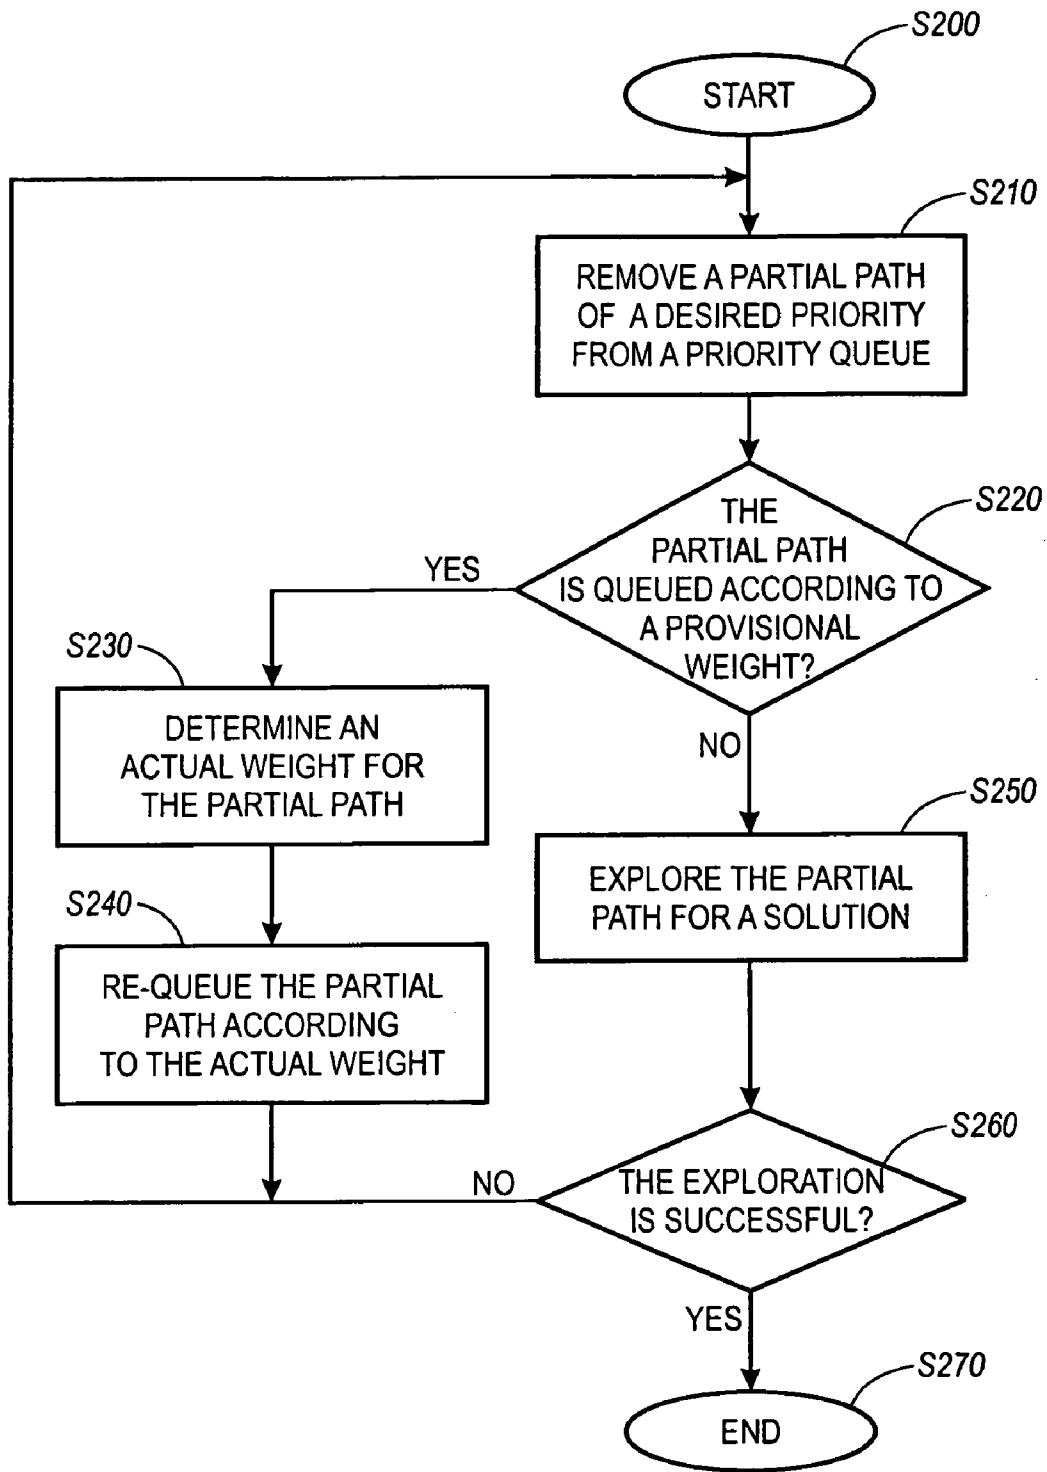 S200
START
S210
REMOVE A PARTIAL PATH
OF A DESIRED PRIORITY
FROM A PRIORITY QUEUE
S220
THE
PARTIAL PATH
IS QUEUED ACCORDING TO
A PROVISIONAL
WEIGHT?
YES
S230
DETERMINE AN
ACTUAL WEIGHT FOR
THE PARTIAL PATH
NO
S250
EXPLORE THE PARTIAL
PATH FOR A SOLUTION
S240
RE-QUEUE THE PARTIAL
PATH ACCORDING
TO THE ACTUAL WEIGHT
S260
THE EXPLORATION
IS SUCCESSFUL?
NO
YES
S270
END